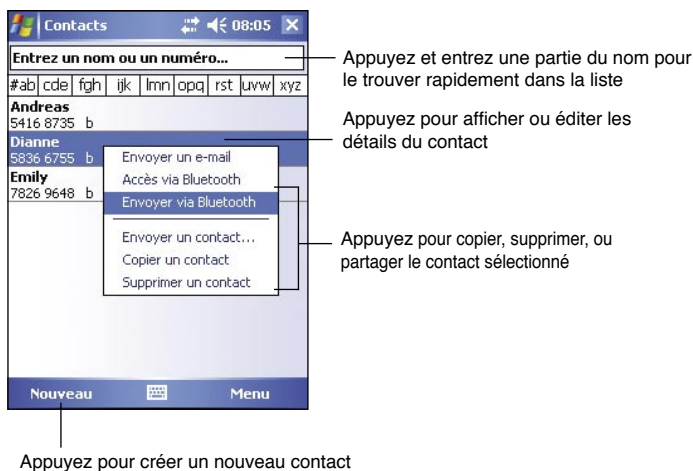 Contacts 08:05
Entrez un nom ou un numéro...
#ab cde fgh ijk lmn opq rst uvw xyz
Andreas
5416 8735 b
Dianne
5836 6755 b
Emily
7826 9648 b
Envoyer un e-mail
Accès via Bluetooth
Envoyer via Bluetooth
Envoyer un contact...
Copier un contact
Supprimer un contact
Nouveau Menu
Appuyez et entrez une partie du nom pour
le trouver rapidement dans la liste
Appuyez pour afficher ou éditer les
détails du contact
Appuyez pour copier, supprimer, ou
partager le contact sélectionné
Appuyez pour créer un nouveau contact